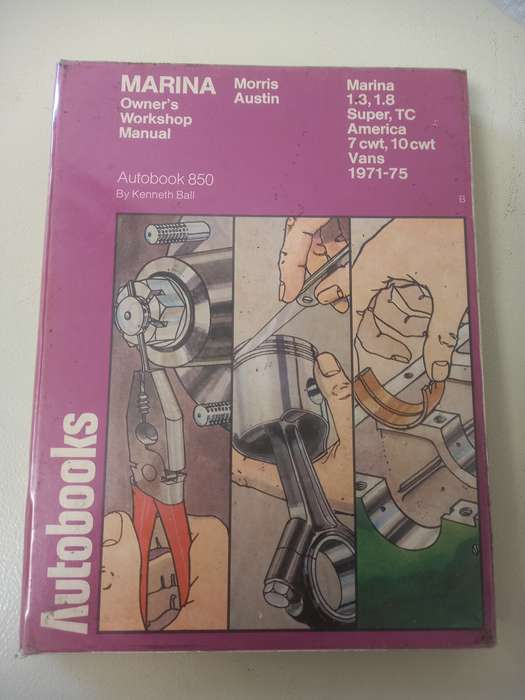 MARINA
Owner's
Workshop
Manual
Morris
Austin
Marina
1.3, 1.8
Super, TC
America
7 cwt, 10 cwt
Vans
1971-75
Autobook 850
By Kenneth Ball
B
Autobooks